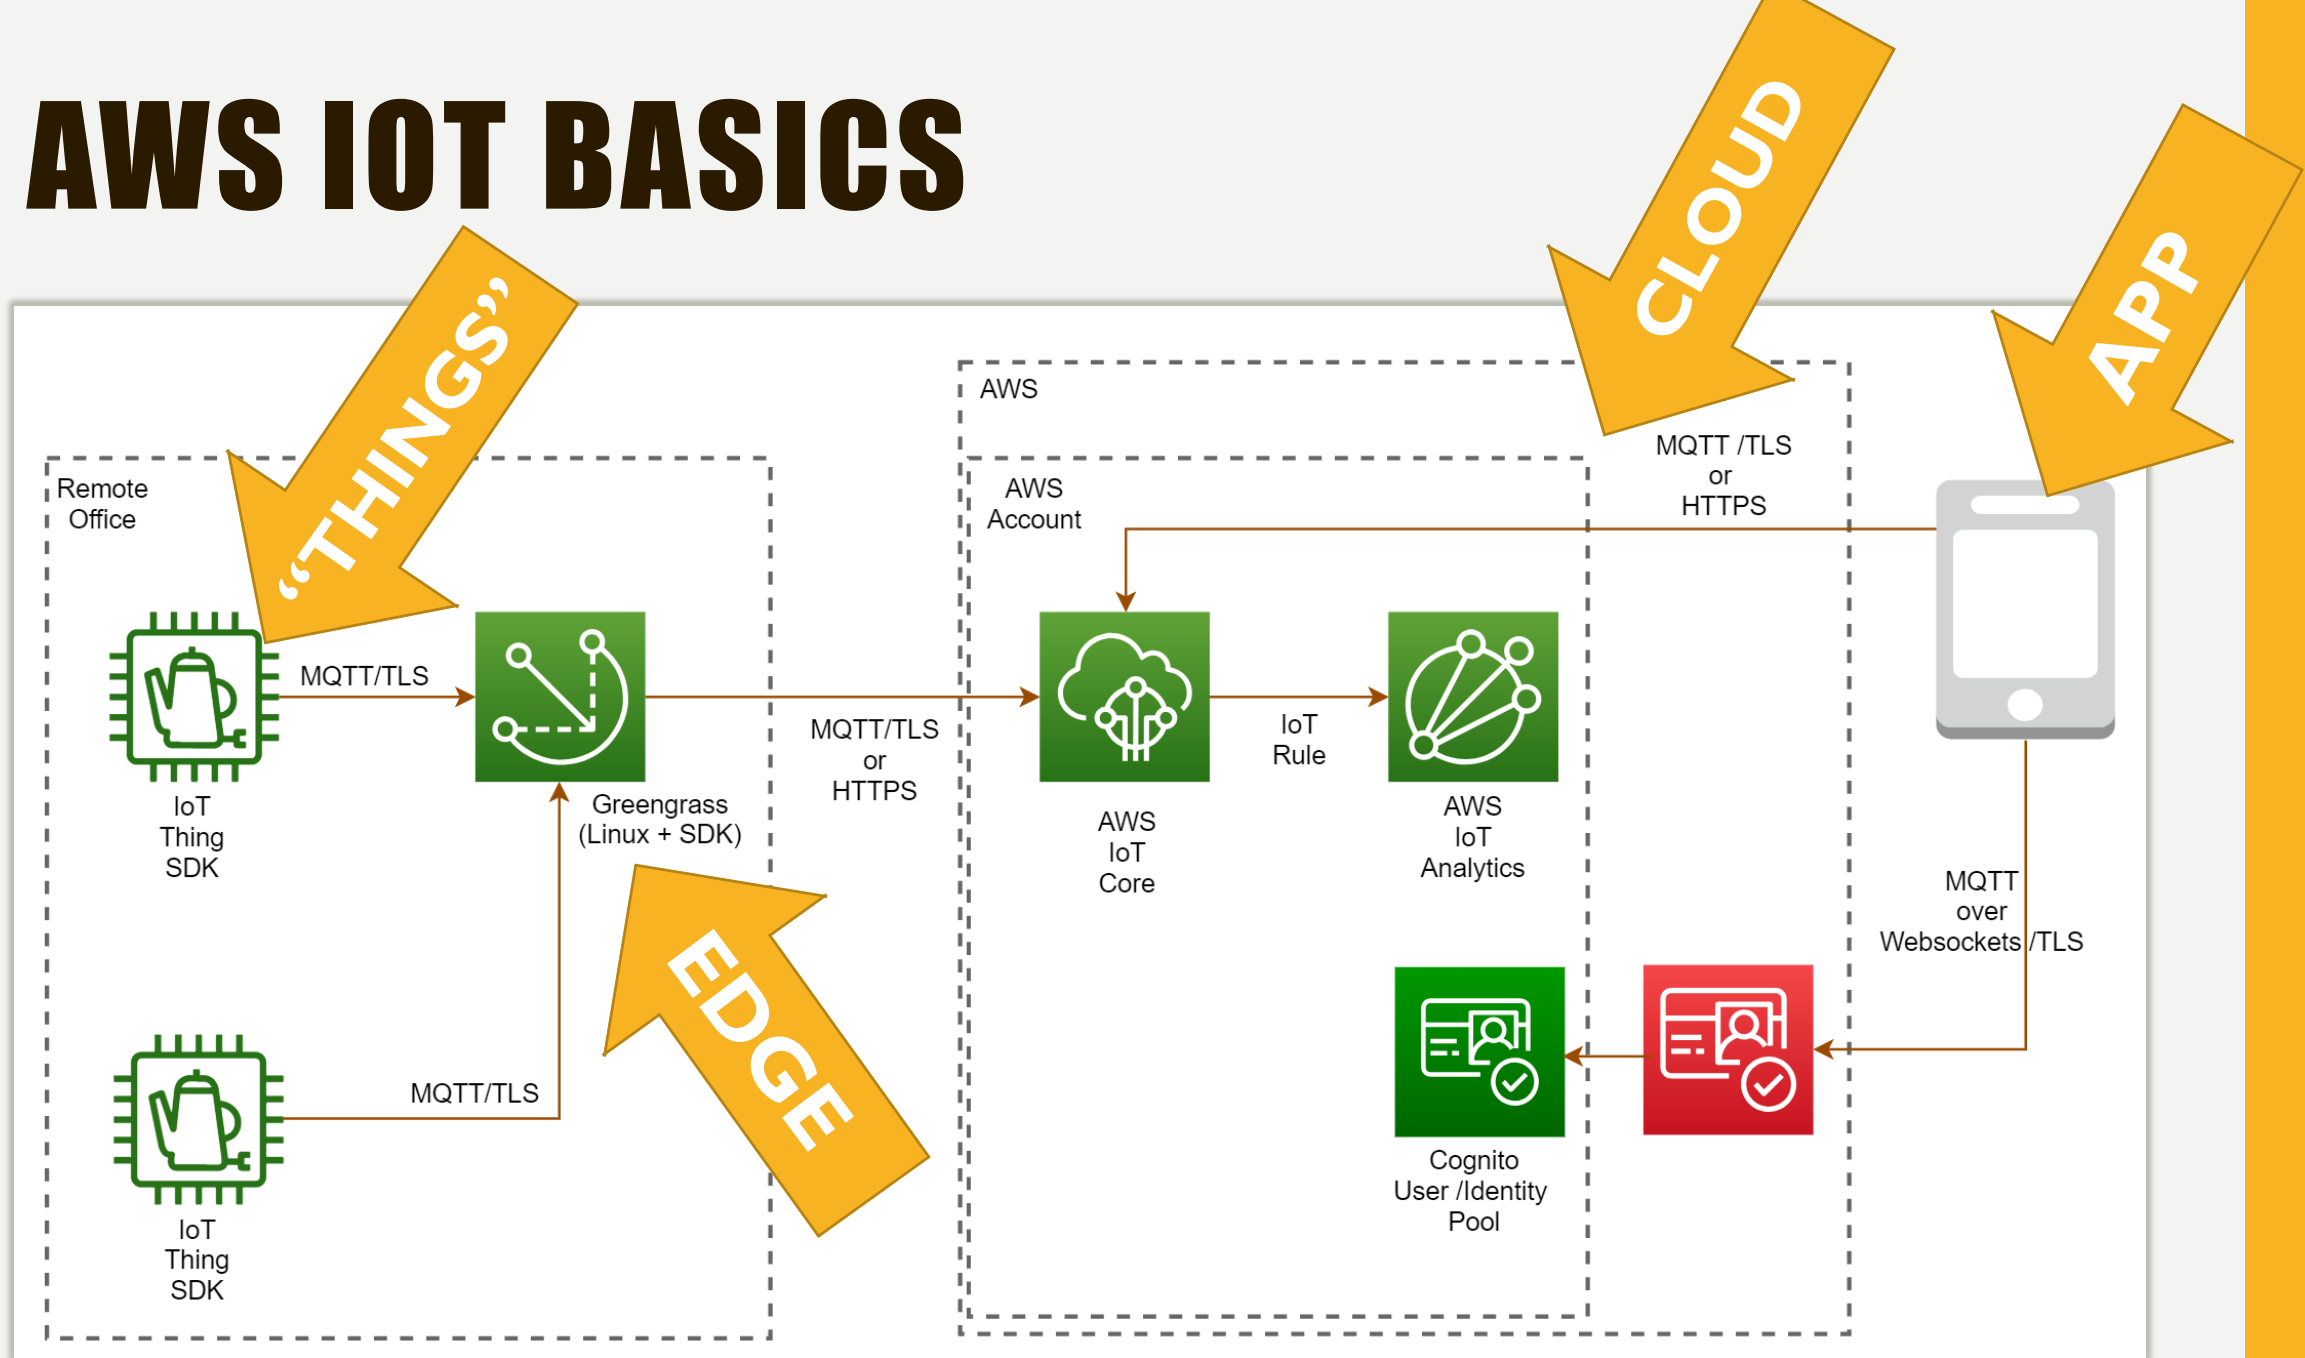 AWS IOT BASICS
CLOUD
APP
“THINGS”
AWS
MQTT /TLS
or
HTTPS
Remote
Office
AWS
Account
MQTT/TLS
MQTT/TLS
or
HTTPS
IoT
Rule
IoT
Thing
SDK
Greengrass
(Linux + SDK)
AWS
IoT
Core
AWS
IoT
Analytics
MQTT
over
Websockets /TLS
EDGE
MQTT/TLS
Cognito
User /Identity
Pool
IoT
Thing
SDK